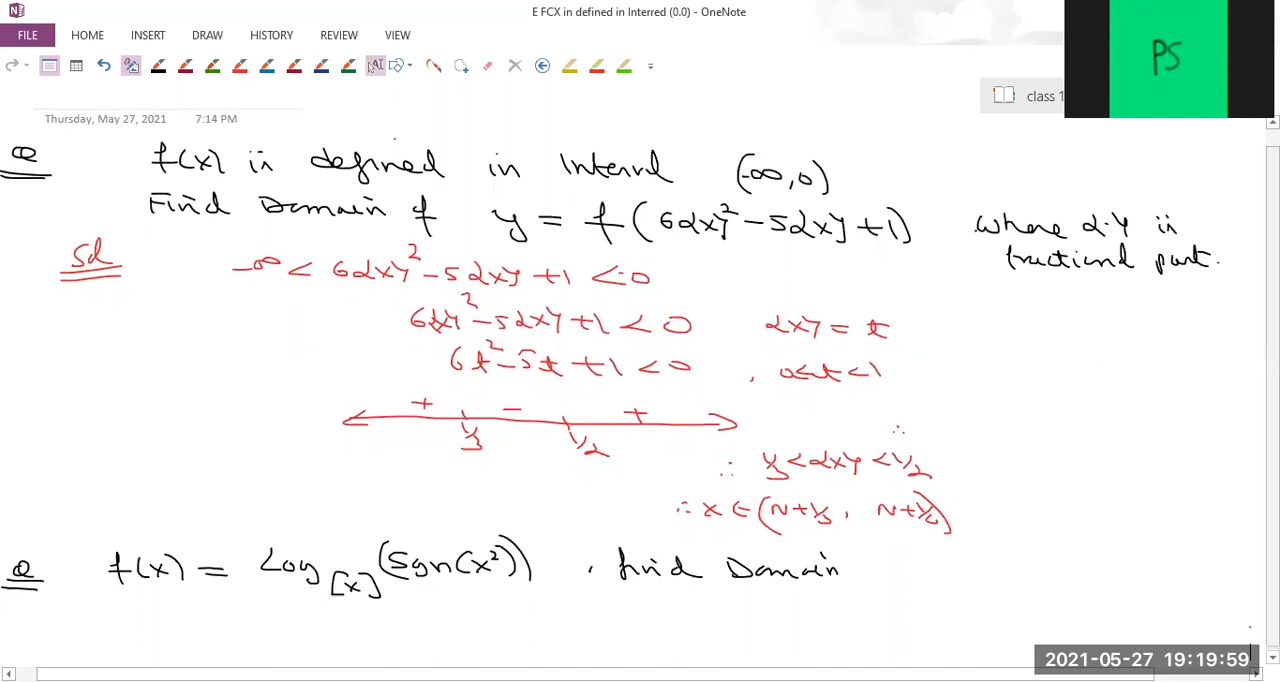 E FCX in defined in Interred (0.0) - OneNote
FILE HOME INSERT DRAW HISTORY REVIEW VIEW
class 1
PS
Thursday, May 27, 2021 7:14 PM
Q f(x) is defined in Interval (-∞, 0)
Find Domain of y = f(6{x}² - 5{x} + 1) where {·} is
fractional part.
Sol -∞ < 6{x}² - 5{x} + 1 < 0
6{x}² - 5{x} + 1 < 0 {x} = t
6t² - 5t + 1 < 0 , 0≤t<1
+ - +
1/3 1/2
∴
∴ 1/3 < {x} < 1/2
∴ x ∈ (n+1/3, n+1/2)
Q f(x) = Log[x](Sgn(x²)) . find Domain
2021-05-27 19:19:59